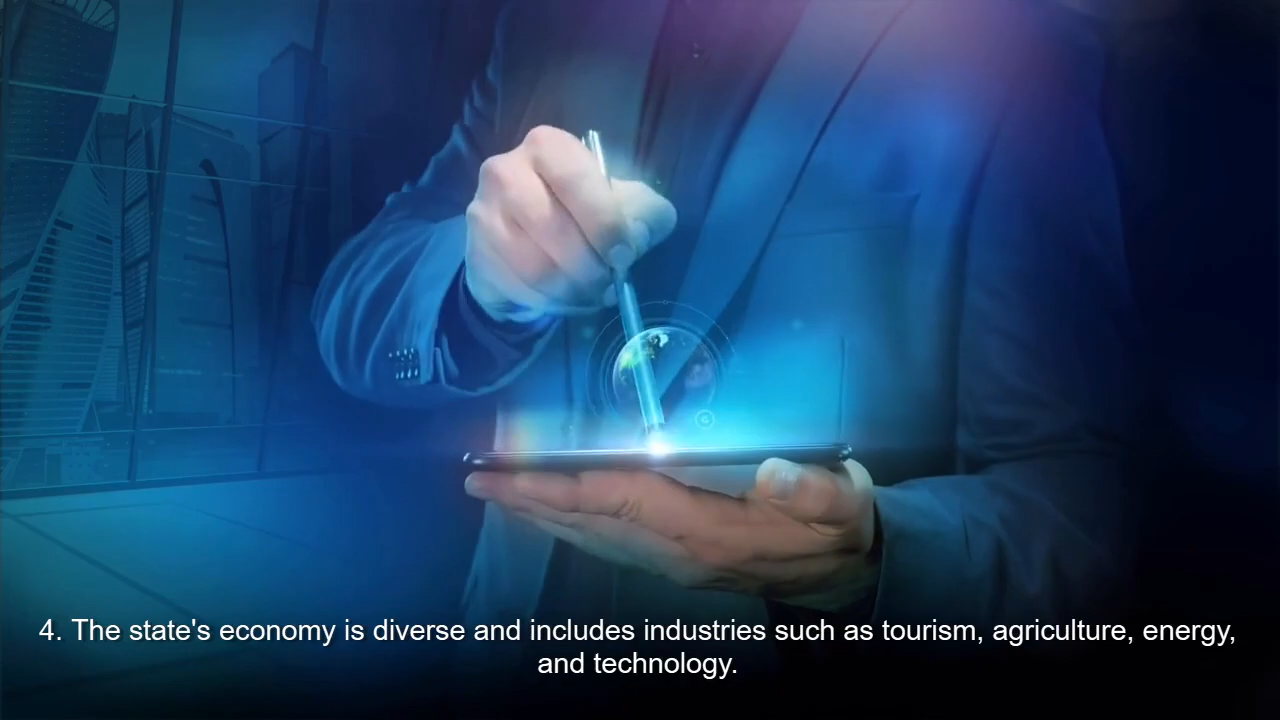 4. The state's economy is diverse and includes industries such as tourism, agriculture, energy,
and technology.